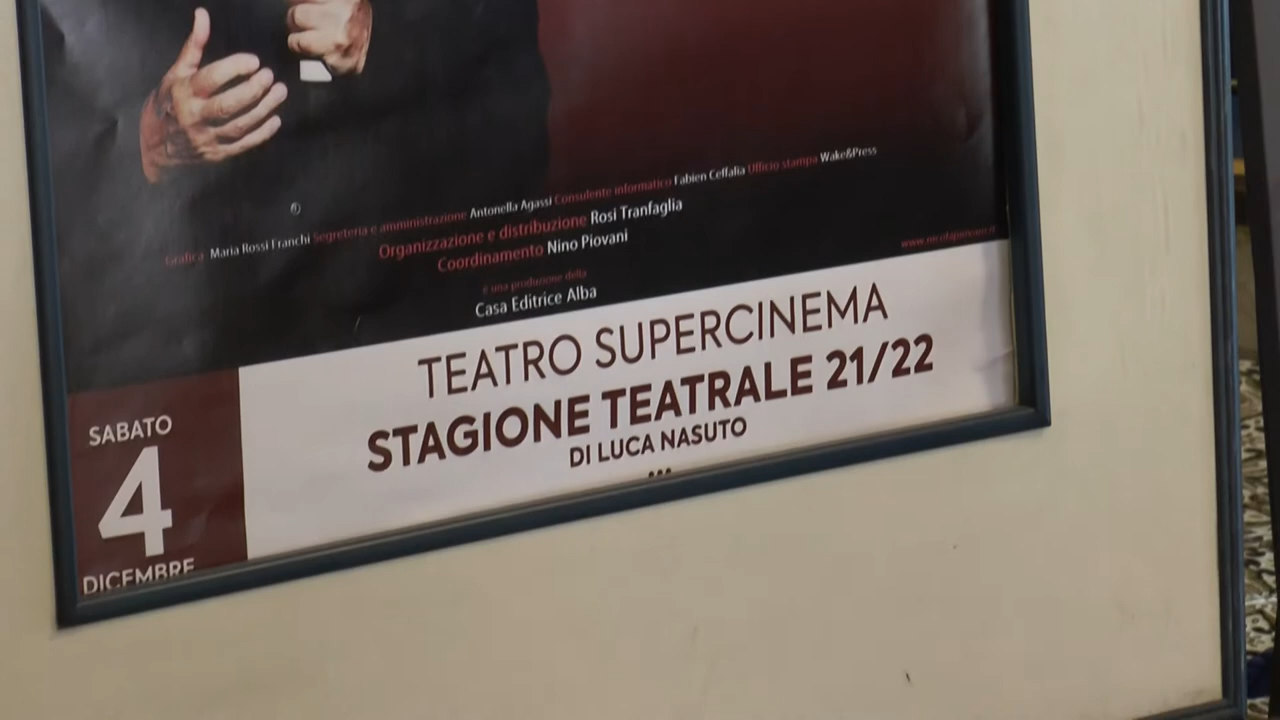 Grafica Maria Rossi Franchi Segreteria e amministrazione Antonella Agassi Consulente informatico Fabien Ceffalia Ufficio stampa Wake&Press
Organizzazione e distribuzione Rosi Tranfaglia
Coordinamento Nino Piovani
è una produzione della
Casa Editrice Alba
TEATRO SUPERCINEMA
STAGIONE TEATRALE 21/22
DI LUCA NASUTO
SABATO
4
DICEMBRE